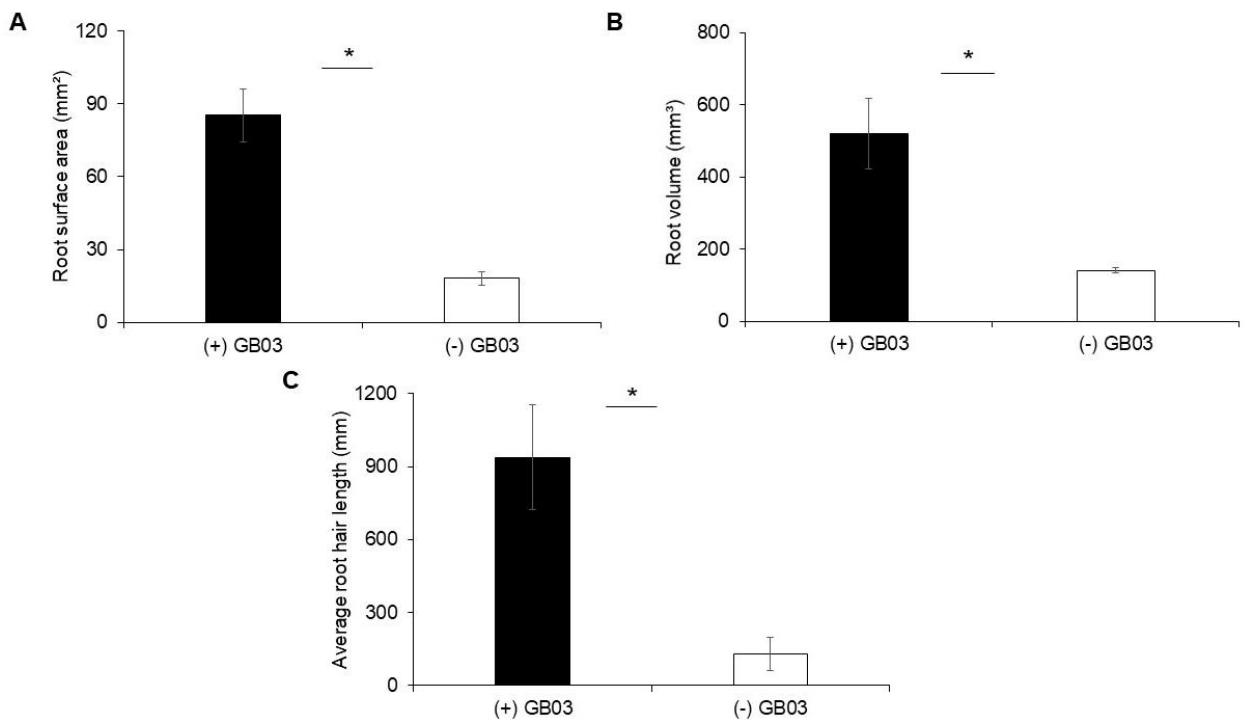 A
Root surface area (mm²)
120
90
60
30
0
*
(+) GB03
(-) GB03
B
Root volume (mm³)
800
600
400
200
0
*
(+) GB03
(-) GB03
C
Average root hair length (mm)
1200
900
600
300
0
*
(+) GB03
(-) GB03